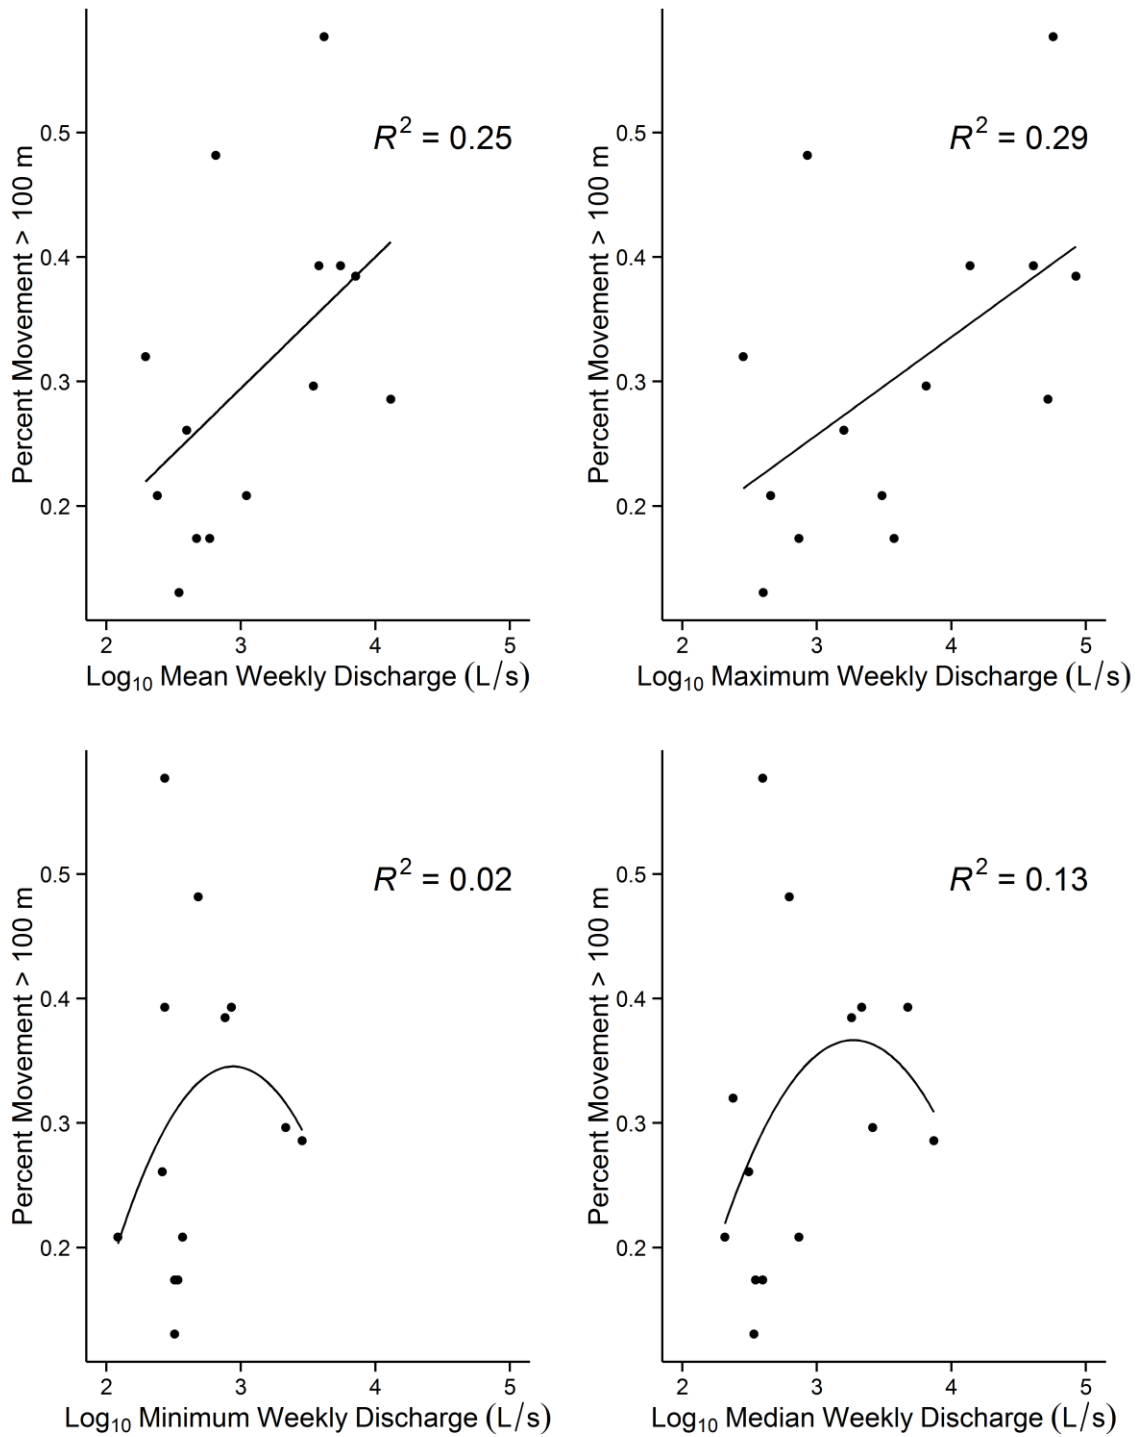 Percent Movement > 100 m
0.5
0.4
0.3
0.2
R² = 0.25
2 3 4 5
Log₁₀ Mean Weekly Discharge (L/s)
Percent Movement > 100 m
0.5
0.4
0.3
0.2
R² = 0.29
2 3 4 5
Log₁₀ Maximum Weekly Discharge (L/s)
Percent Movement > 100 m
0.5
0.4
0.3
0.2
R² = 0.02
2 3 4 5
Log₁₀ Minimum Weekly Discharge (L/s)
Percent Movement > 100 m
0.5
0.4
0.3
0.2
R² = 0.13
2 3 4 5
Log₁₀ Median Weekly Discharge (L/s)